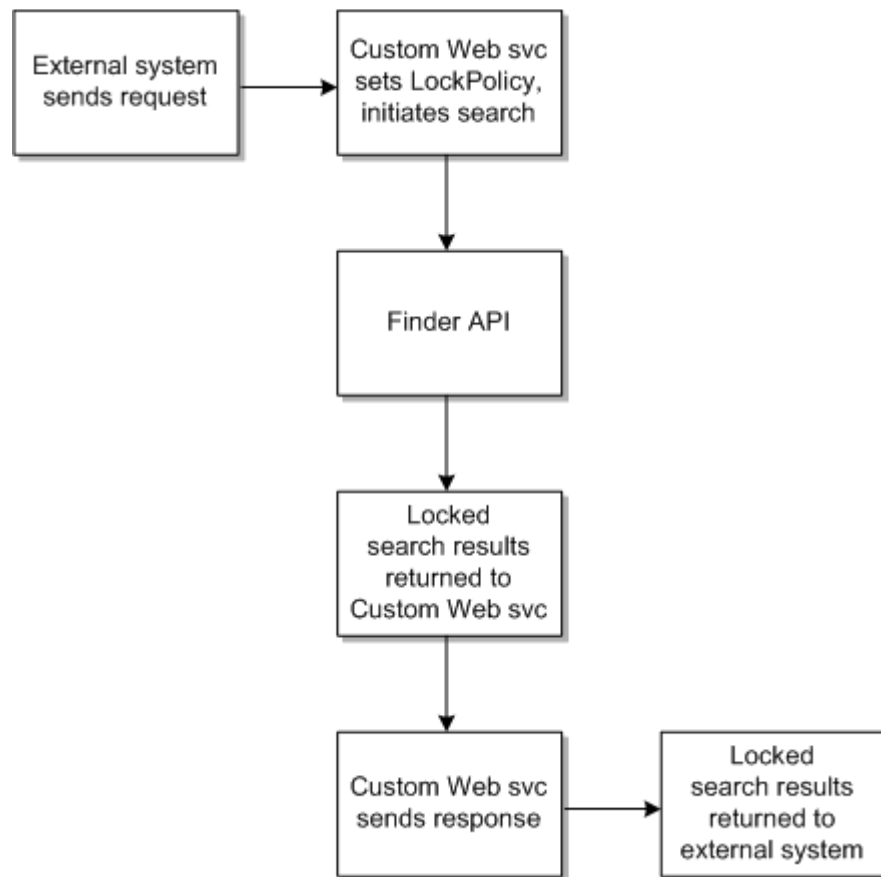 External system
sends request
Custom Web svc
sets LockPolicy,
initiates search
Finder API
Locked
search results
returned to
Custom Web svc
Custom Web svc
sends response
Locked
search results
returned to
external system